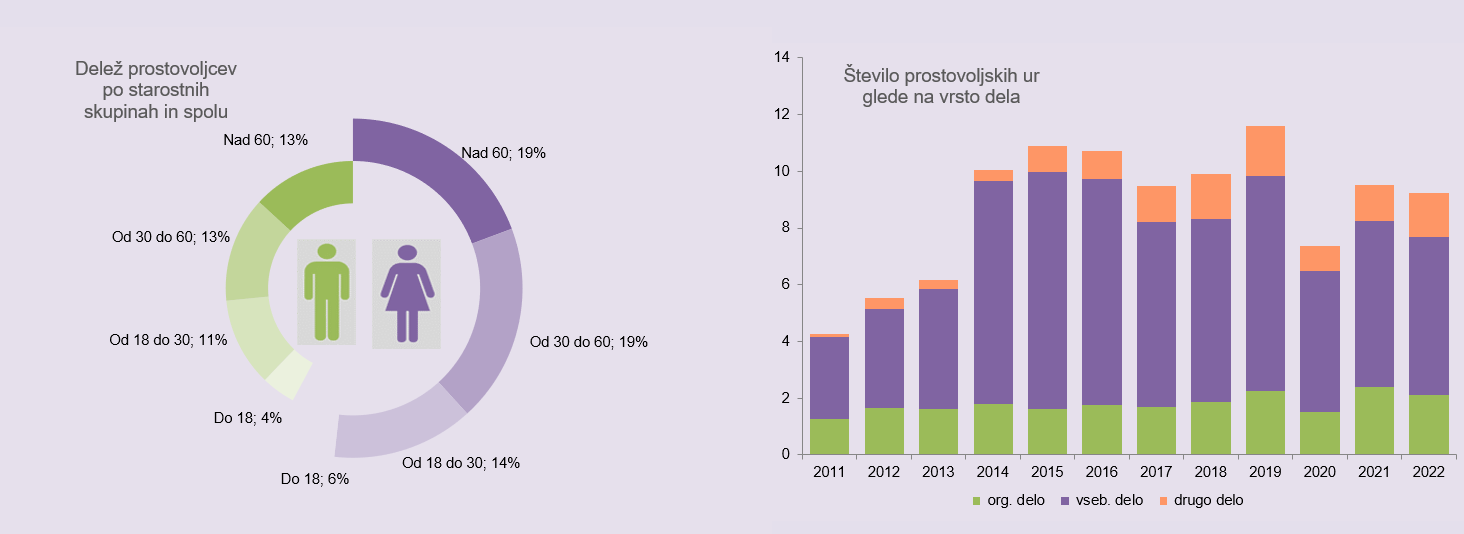 Delež prostovoljcev
po starostnih
skupinah in spolu
Nad 60; 13%
Nad 60; 19%
Od 30 do 60; 13%
Od 18 do 30; 11%
Od 30 do 60; 19%
Do 18; 4%
Od 18 do 30; 14%
Do 18; 6%
Število prostovoljskih ur
glede na vrsto dela
14
12
10
8
6
4
2
0
2011 2012 2013 2014 2015 2016 2017 2018 2019 2020 2021 2022
org. delo vseb. delo drugo delo